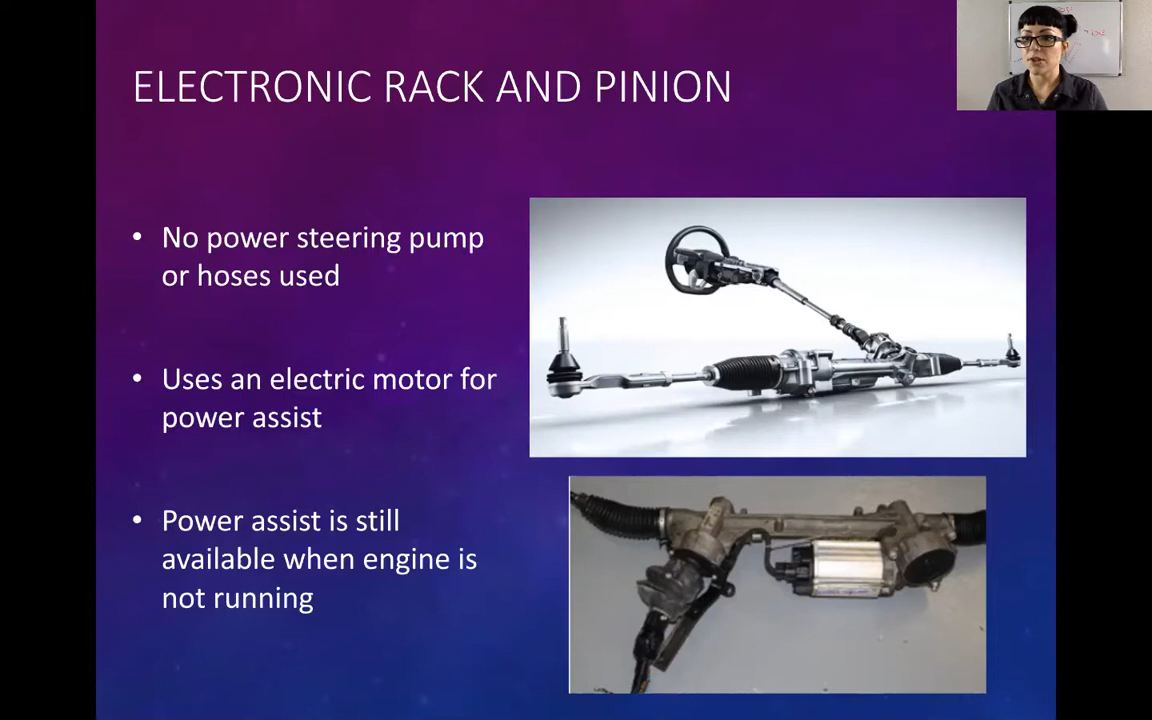 ELECTRONIC RACK AND PINION
• No power steering pump
or hoses used
• Uses an electric motor for
power assist
• Power assist is still
available when engine is
not running